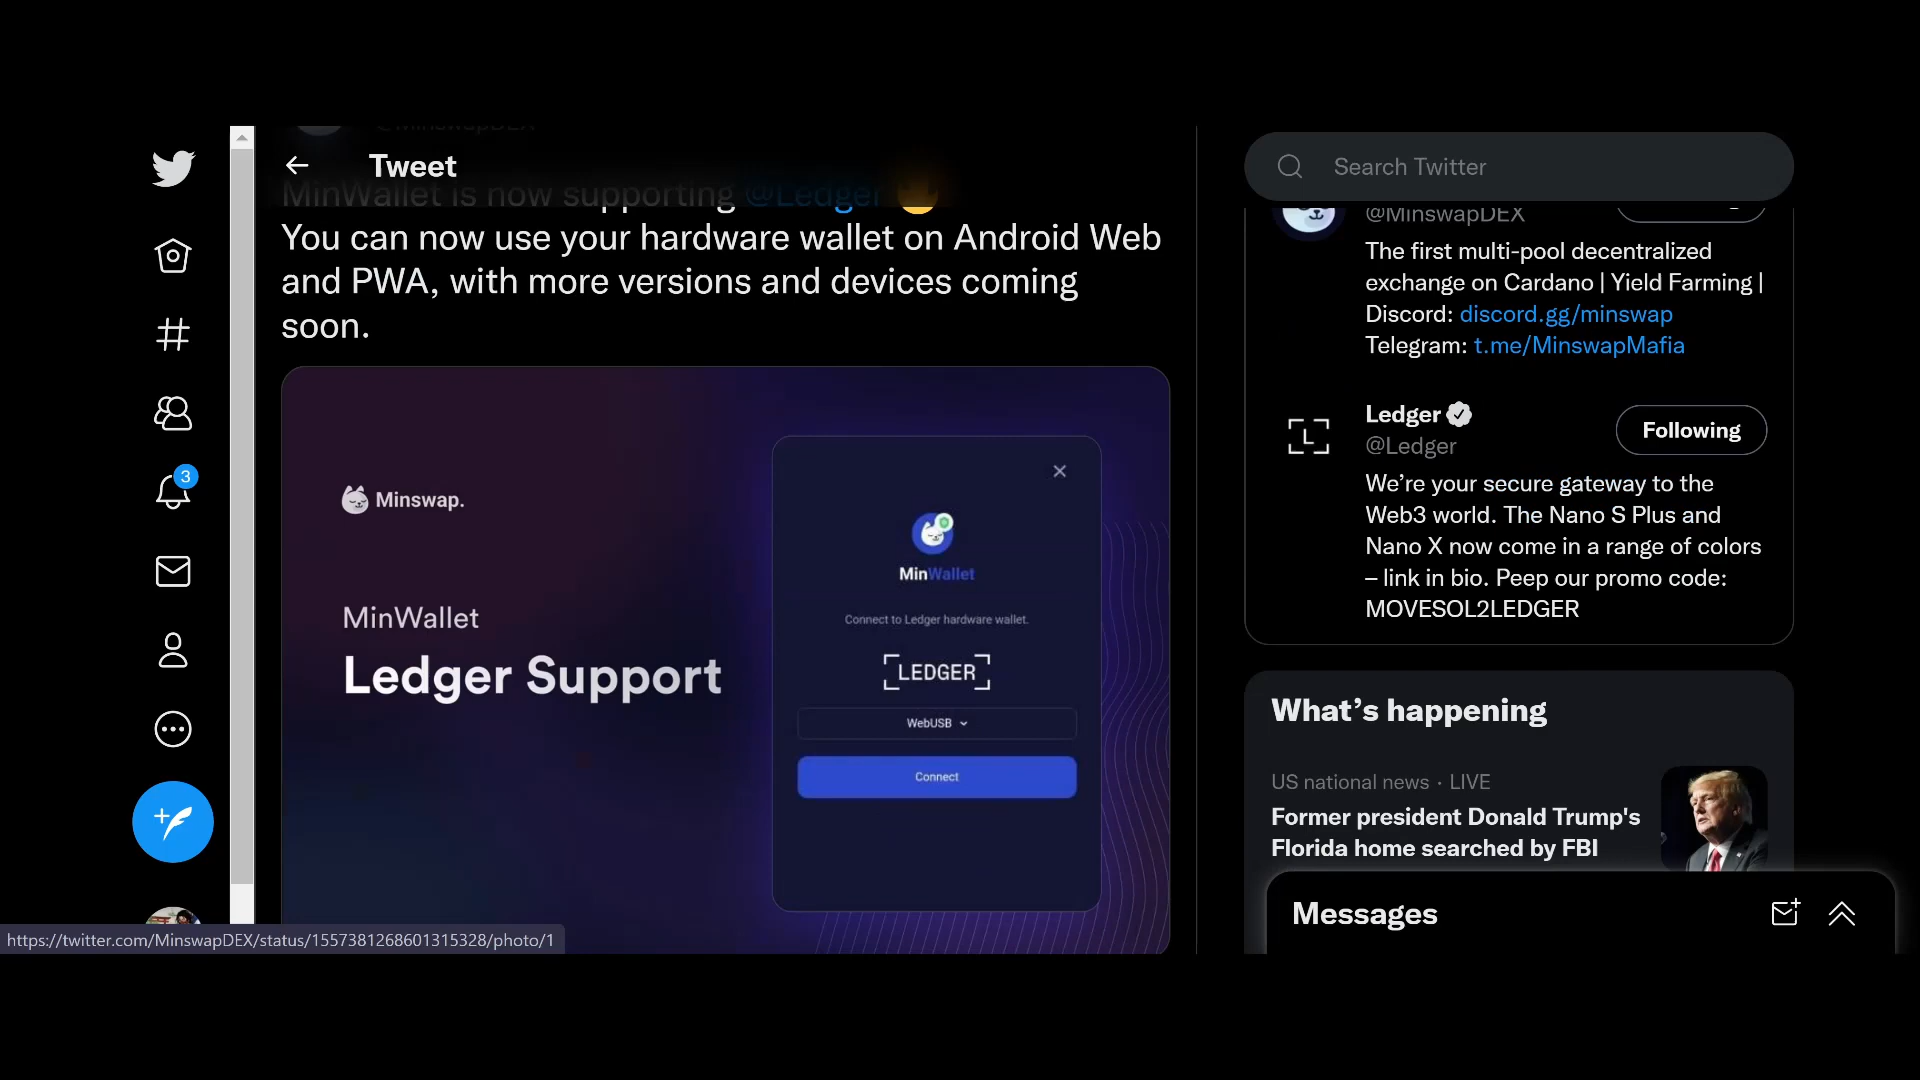 Tweet
MinWallet is now supporting @Ledger
You can now use your hardware wallet on Android Web
and PWA, with more versions and devices coming
soon.
Minswap.
MinWallet
Ledger Support
MinWallet
Connect to Ledger hardware wallet.
LEDGER
WebUSB
Connect
3
https://twitter.com/MinswapDEX/status/1557381268601315328/photo/1
Search Twitter
@MinswapDEX
The first multi-pool decentralized
exchange on Cardano | Yield Farming |
Discord: discord.gg/minswap
Telegram: t.me/MinswapMafia
Ledger
@Ledger
Following
We’re your secure gateway to the
Web3 world. The Nano S Plus and
Nano X now come in a range of colors
– link in bio. Peep our promo code:
MOVESOL2LEDGER
What’s happening
US national news · LIVE
Former president Donald Trump's
Florida home searched by FBI
Messages